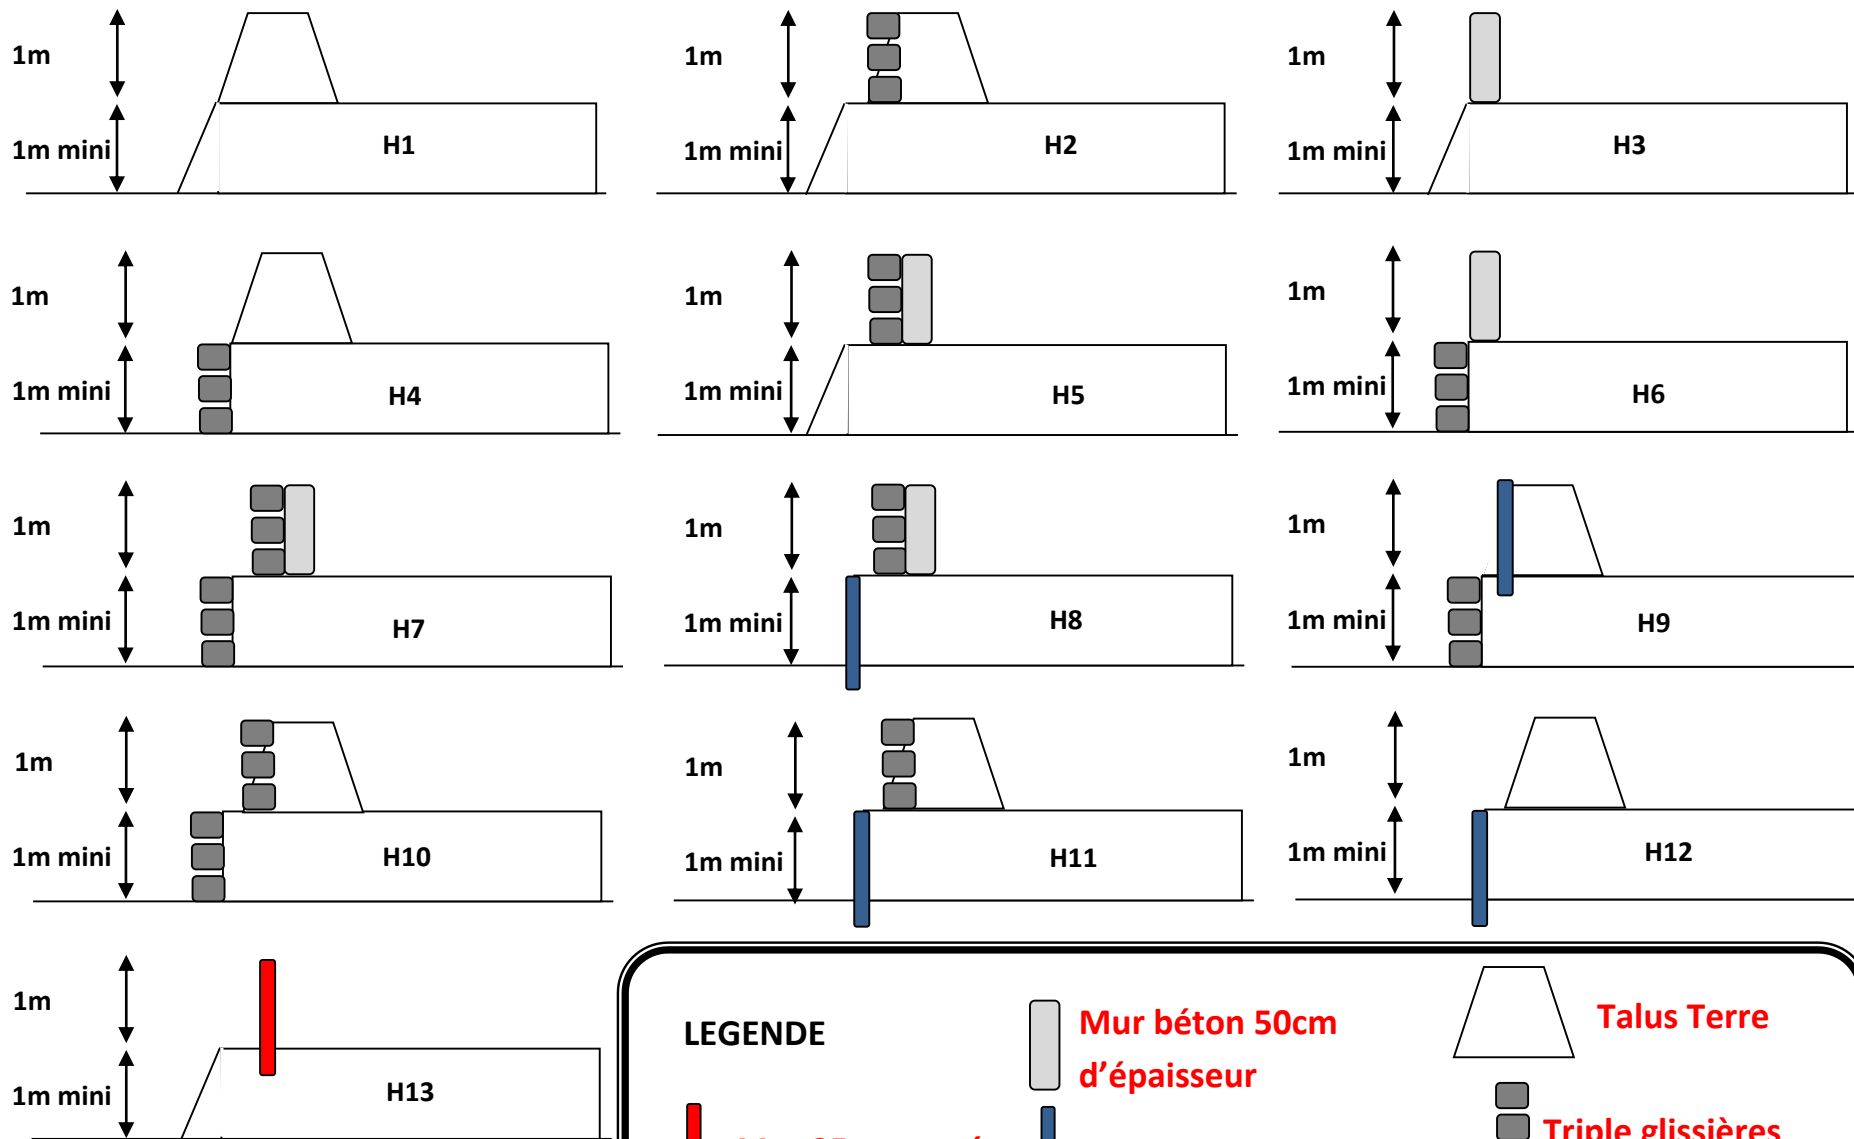 1m
1m mini
H1
1m
1m mini
H2
1m
1m mini
H3
1m
1m mini
H4
1m
1m mini
H5
1m
1m mini
H6
1m
1m mini
H7
1m
1m mini
H8
1m
1m mini
H9
1m
1m mini
H10
1m
1m mini
H11
1m
1m mini
H12
1m
1m mini
H13
LEGENDE
Mur béton 50cm
d’épaisseur
Talus Terre
Triple glissières